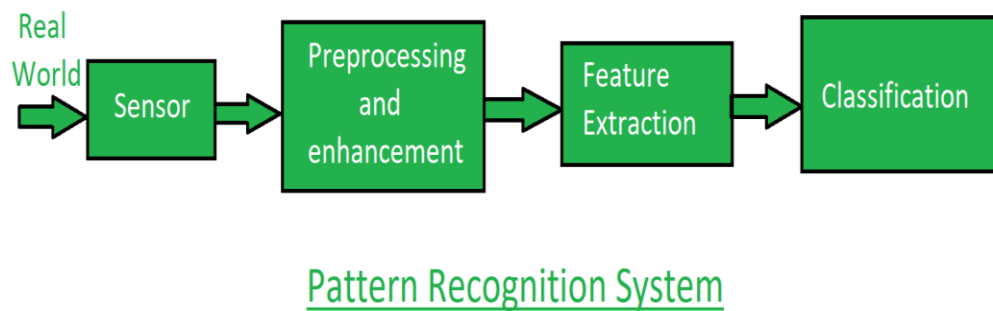 Real
World
Sensor
Preprocessing
and
enhancement
Feature
Extraction
Classification
Pattern Recognition System